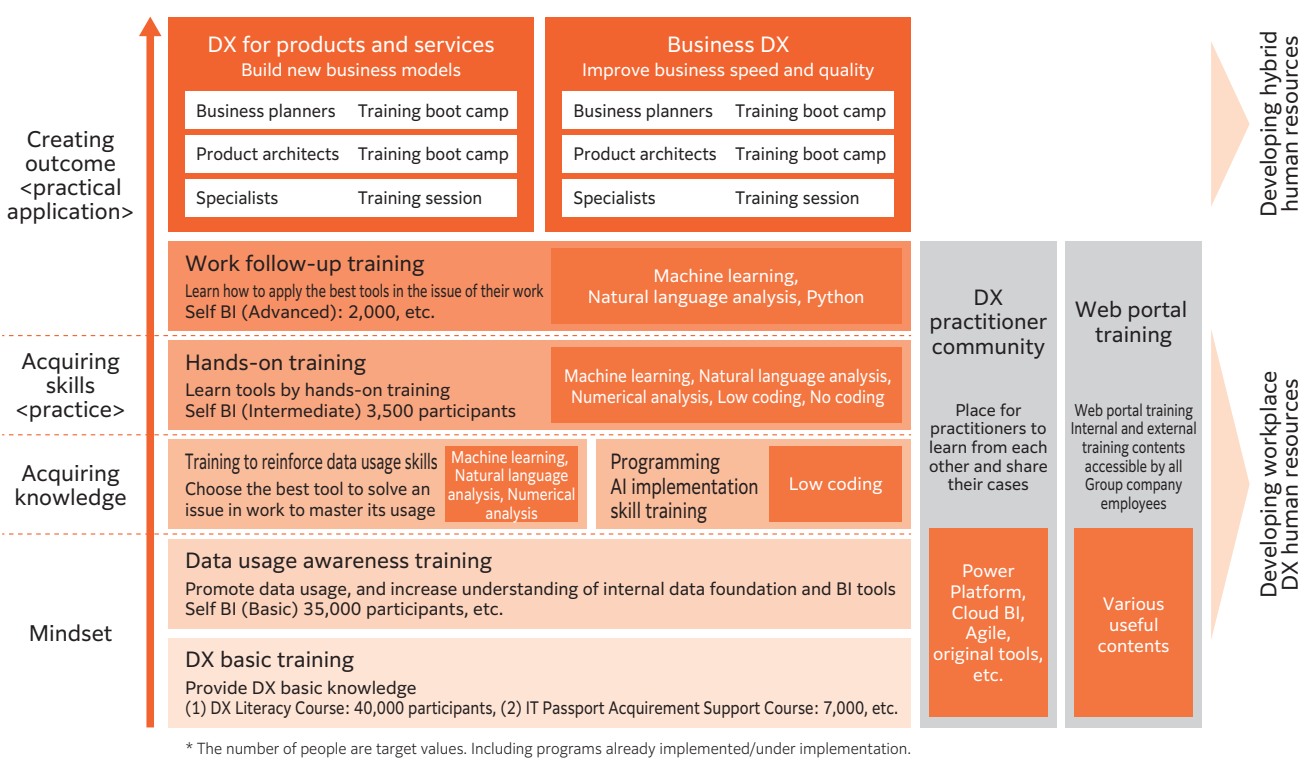 DX for products and services
Build new business models
Business planners Training boot camp
Product architects Training boot camp
Specialists Training session
Business DX
Improve business speed and quality
Business planners Training boot camp
Product architects Training boot camp
Specialists Training session
Creating
outcome
<practical
application>
Developing hybrid
human resources
Work follow-up training
Learn how to apply the best tools in the issue of their work
Self BI (Advanced): 2,000, etc.
Machine learning,
Natural language analysis, Python
Acquiring
skills
<practice>
Hands-on training
Learn tools by hands-on training
Self BI (Intermediate) 3,500 participants
Machine learning, Natural language analysis,
Numerical analysis, Low coding, No coding
Acquiring
knowledge
Training to reinforce data usage skills
Choose the best tool to solve an
issue in work to master its usage
Machine learning,
Natural language
analysis, Numerical
analysis
Programming
AI implementation
skill training
Low coding
Mindset
Data usage awareness training
Promote data usage, and increase understanding of internal data foundation and BI tools
Self BI (Basic) 35,000 participants, etc.
DX basic training
Provide DX basic knowledge
(1) DX Literacy Course: 40,000 participants, (2) IT Passport Acquirement Support Course: 7,000, etc.
DX
practitioner
community
Place for
practitioners to
learn from each
other and share
their cases
Power
Platform,
Cloud BI,
Agile,
original tools,
etc.
Web portal
training
Web portal training
Internal and external
training contents
accessible by all
Group company
employees
Various
useful
contents
Developing workplace
DX human resources
* The number of people are target values. Including programs already implemented/under implementation.